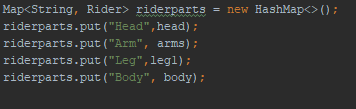 Map<String, Rider> riderparts = new HashMap<>();
riderparts.put("Head",head);
riderparts.put("Arm", arms);
riderparts.put("Leg",leg1);
riderparts.put("Body", body);